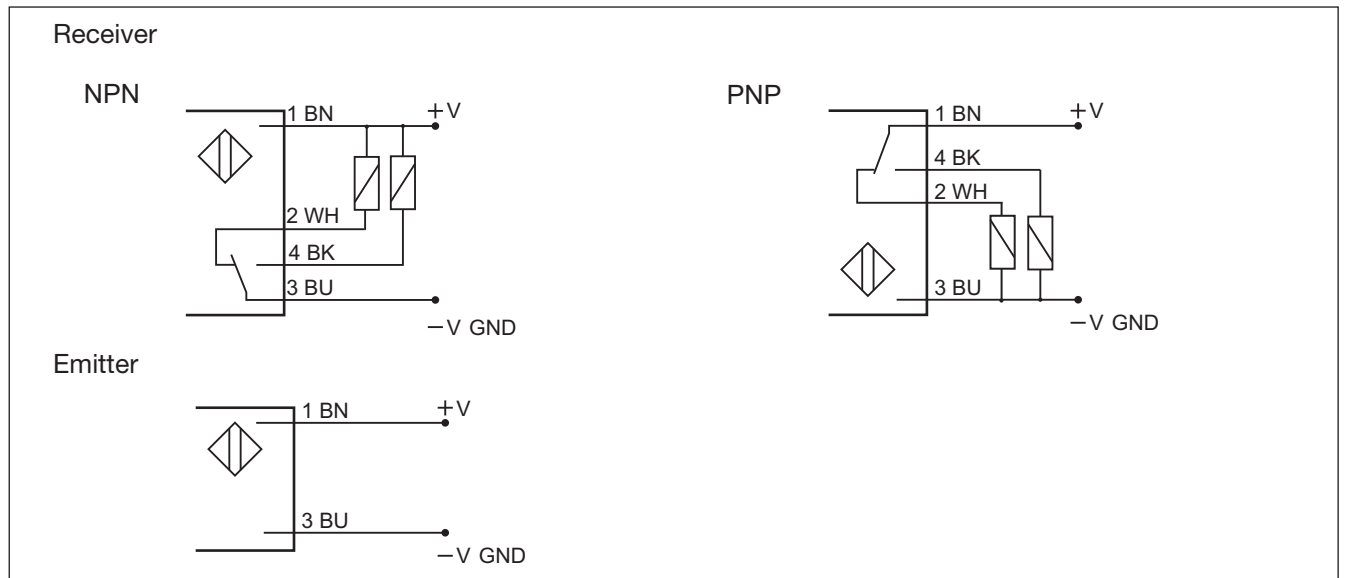 Receiver
NPN
1 BN
+V
2 WH
4 BK
3 BU
−V GND
PNP
1 BN
+V
4 BK
2 WH
3 BU
−V GND
Emitter
1 BN
+V
3 BU
−V GND